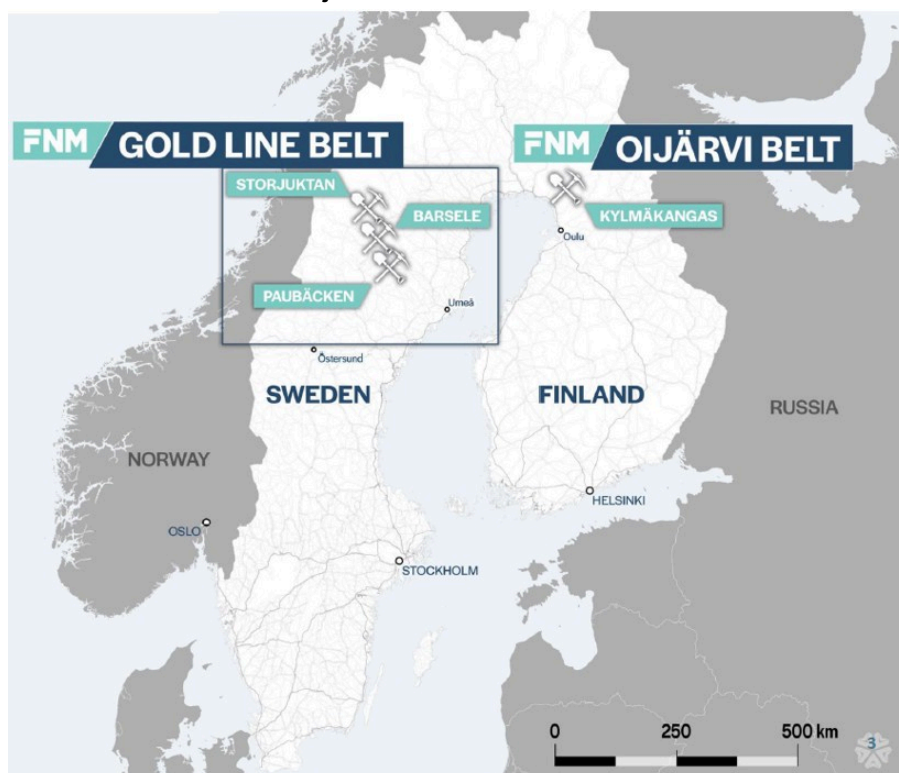 FNM GOLD LINE BELT
FNM OIJÄRVI BELT
STORJUKTAN
BARSELE
KYLMÄKANGAS
Oulu
PAUBÄCKEN
Umeå
Östersund
SWEDEN
FINLAND
RUSSIA
NORWAY
HELSINKI
OSLO
STOCKHOLM
0 250 500 km
3